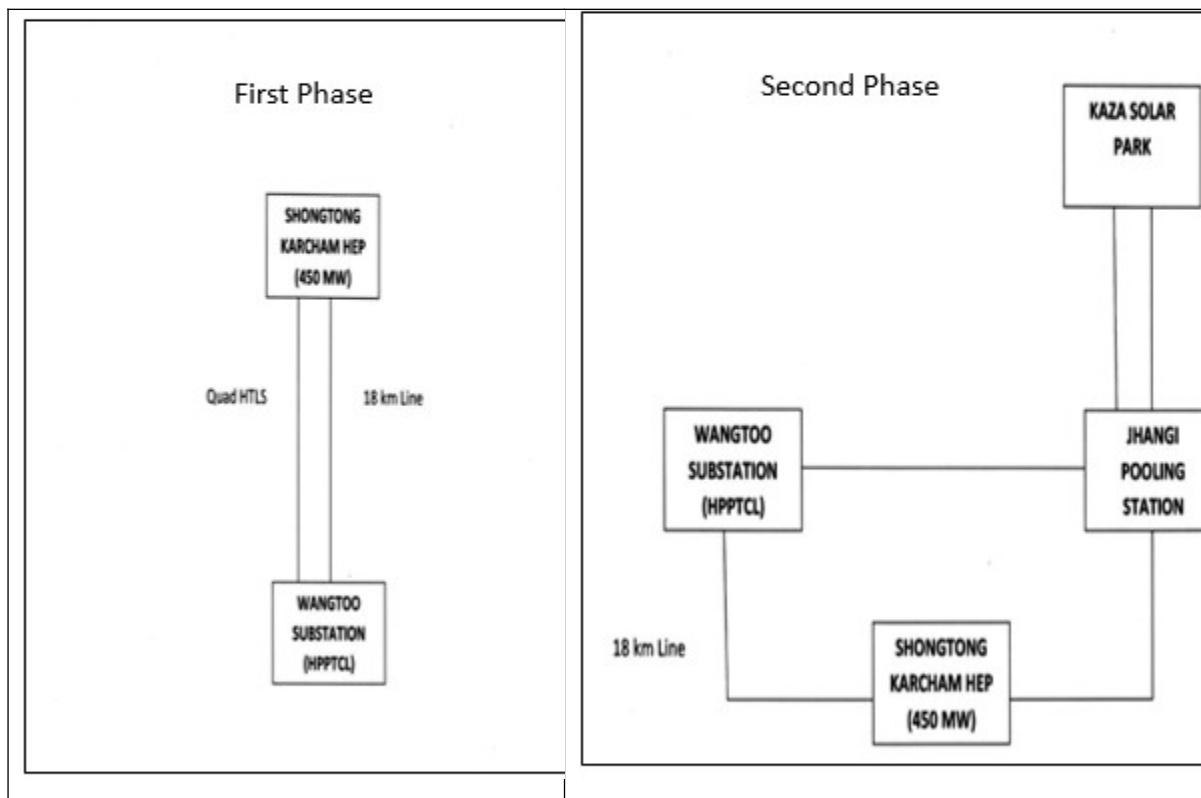 First Phase
SHONGTONG
KARCHAM HEP
(450 MW)
Quad HTLS
18 km Line
WANGTOO
SUBSTATION
(HPPTCL)
Second Phase
KAZA SOLAR
PARK
WANGTOO
SUBSTATION
(HPPTCL)
JHANGI
POOLING
STATION
18 km Line
SHONGTONG
KARCHAM HEP
(450 MW)